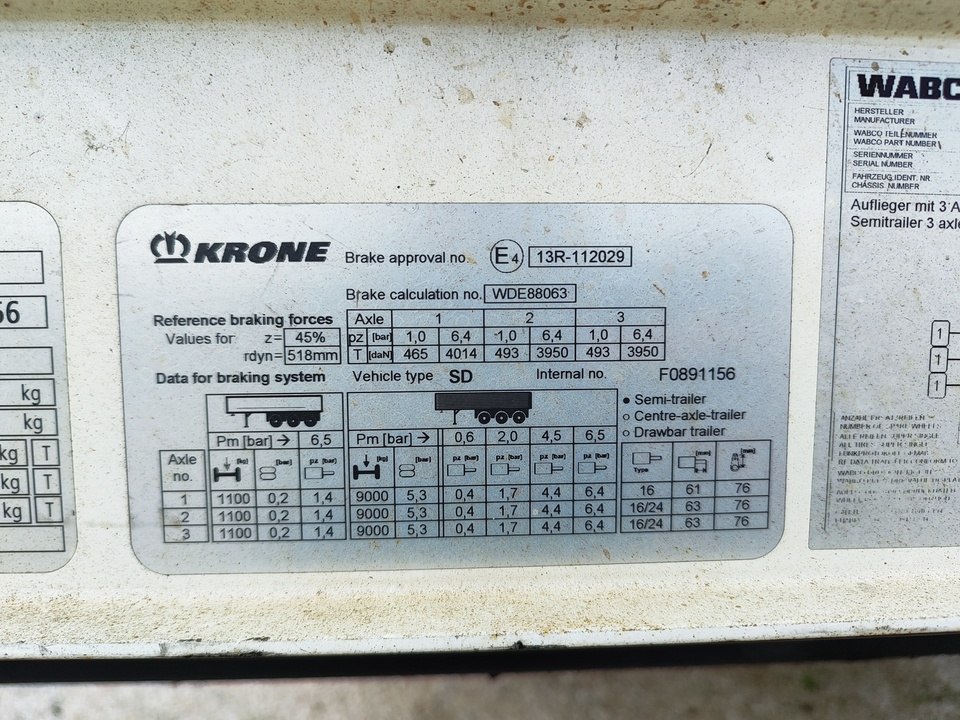 KRONE
Brake approval no. E4 13R-112029
Brake calculation no. WDE88063
Reference braking forces
Values for z= 45%
rdyn= 518mm
Axle 1 2 3
pz [bar] 1,0 6,4 1,0 6,4 1,0 6,4
T [daN] 465 4014 493 3950 493 3950
Data for braking system Vehicle type SD Internal no. F0891156
Semi-trailer
Centre-axle-trailer
Drawbar trailer
Pm [bar] → 6,5 Pm [bar] → 0,6 2,0 4,5 6,5
Axle no. [kg] [bar] pz [bar] [kg] [bar] pz [bar] pz [bar] pz [bar] pz [bar] Type [mm] [mm]
1 1100 0,2 1,4 9000 5,3 0,4 1,7 4,4 6,4 16 61 76
2 1100 0,2 1,4 9000 5,3 0,4 1,7 4,4 6,4 16/24 63 76
3 1100 0,2 1,4 9000 5,3 0,4 1,7 4,4 6,4 16/24 63 76
56
kg
kg
kg T
kg T
kg T
WABC
HERSTELLER
MANUFACTURER
WABCO TEILENUMMER
WABCO PART NUMBER
SERIENNUMMER
SERIAL NUMBER
FAHRZEUG IDENT. NR.
CHASSIS NUMBER
Auflieger mit 3 A
Semitrailer 3 axle
1
1
1